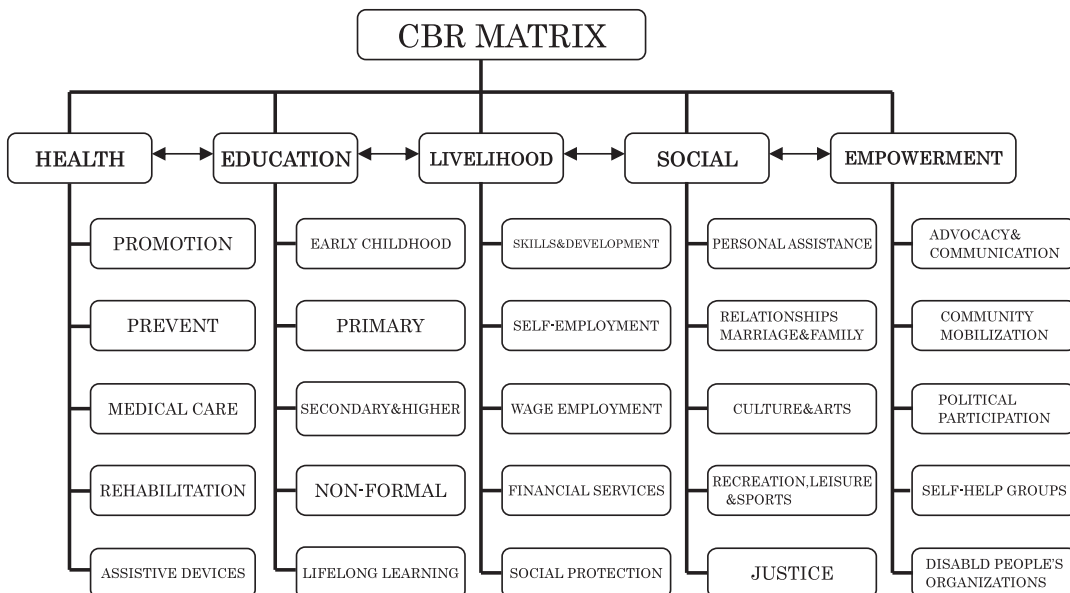 CBR MATRIX
HEALTH
EDUCATION
LIVELIHOOD
SOCIAL
EMPOWERMENT
PROMOTION
EARLY CHILDHOOD
SKILLS&DEVELOPMENT
PERSONAL ASSISTANCE
ADVOCACY&
COMMUNICATION
PREVENT
PRIMARY
SELF-EMPLOYMENT
RELATIONSHIPS
MARRIAGE&FAMILY
COMMUNITY
MOBILIZATION
MEDICAL CARE
SECONDARY&HIGHER
WAGE EMPLOYMENT
CULTURE&ARTS
POLITICAL
PARTICIPATION
REHABILITATION
NON-FORMAL
FINANCIAL SERVICES
RECREATION,LEISURE
&SPORTS
SELF-HELP GROUPS
ASSISTIVE DEVICES
LIFELONG LEARNING
SOCIAL PROTECTION
JUSTICE
DISABLD PEOPLE'S
ORGANIZATIONS